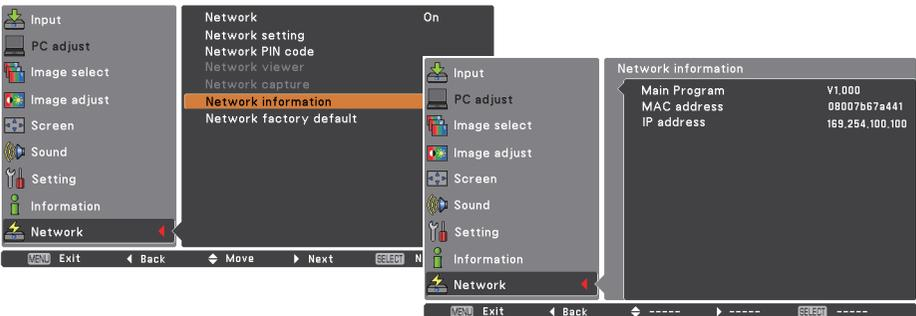 Input
PC adjust
Image select
Image adjust
Screen
Sound
Setting
Information
Network
Network On
Network setting
Network PIN code
Network viewer
Network capture
Network information
Network factory default
MENU Exit Back Move Next SELECT N
Input
PC adjust
Image select
Image adjust
Screen
Sound
Setting
Information
Network
Network information
Main Program V1,000
MAC address 08007b67a441
IP address 169,254,100,100
MENU Exit Back ----- ----- SELECT -----